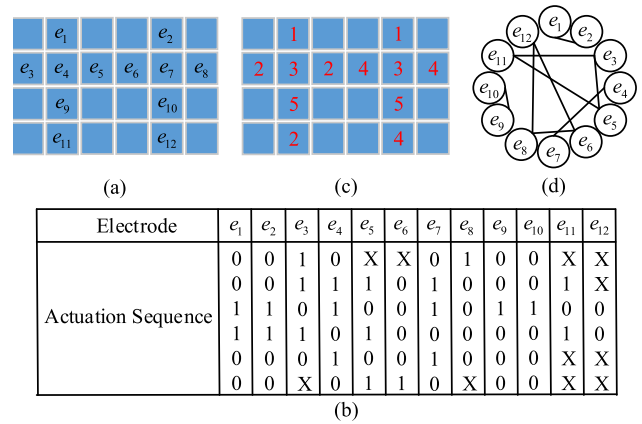 e1 e2
e3 e4 e5 e6 e7 e8
e9 e10
e11 e12
(a)
1 1
2 3 2 4 3 4
5 5
2 4
(c)
e1
e12 e2
e11 e3
e10 e4
e9 e5
e8 e7 e6
(d)
Electrode e1 e2 e3 e4 e5 e6 e7 e8 e9 e10 e11 e12
0 0 1 0 X X 0 1 0 0 X X
0 0 1 1 1 0 1 0 0 0 1 X
1 1 0 1 0 0 1 0 1 1 0 0
Actuation Sequence
1 1 1 0 1 0 0 0 0 0 1 0
0 0 0 1 0 0 1 0 0 0 X X
0 0 X 0 1 1 0 X 0 0 X X
(b)